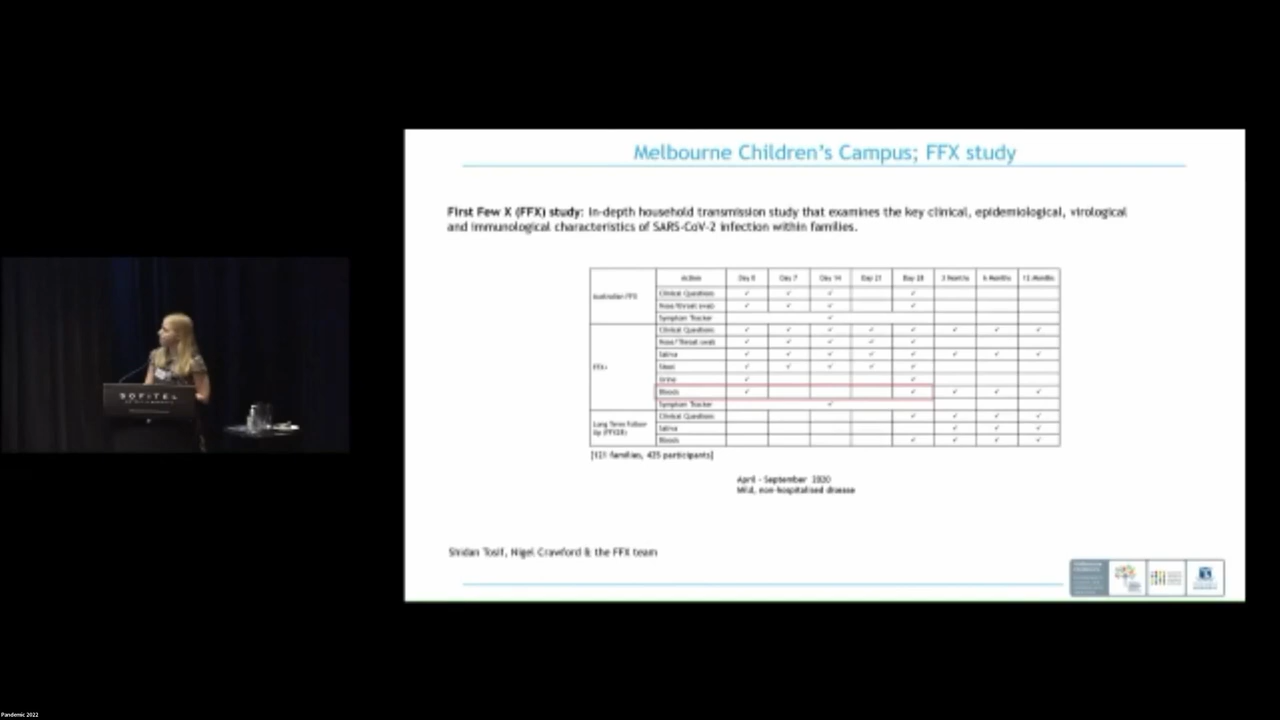 Melbourne Children's Campus; FFX study
First Few X (FFX) study: In-depth household transmission study that examines the key clinical, epidemiological, virological
and immunological characteristics of SARS-CoV-2 infection within families.
Action Day 0 Day 7 Day 14 Day 21 Day 28 3 Months 6 Months 12 Months
Australian FFX
Clinical Questions ✓ ✓ ✓ ✓
Nose/throat swab ✓ ✓ ✓ ✓
Symptom Tracker ✓
FFX+
Clinical Questions ✓ ✓ ✓ ✓ ✓ ✓ ✓ ✓
Nose/Throat swab ✓ ✓ ✓ ✓ ✓
Saliva ✓ ✓ ✓ ✓ ✓ ✓ ✓ ✓
Stool ✓ ✓ ✓ ✓ ✓
Urine ✓ ✓
Bloods ✓ ✓ ✓ ✓ ✓
Symptom Tracker ✓
Long Term Follow
Up
Clinical Questions ✓ ✓ ✓ ✓
Saliva ✓ ✓ ✓
Bloods ✓ ✓ ✓ ✓
[121 families, 425 participants]
April - September 2020
Mild, non-hospitalised disease
Shidan Tosif, Nigel Crawford & the FFX team
SOFITEL
Pandemic 2022